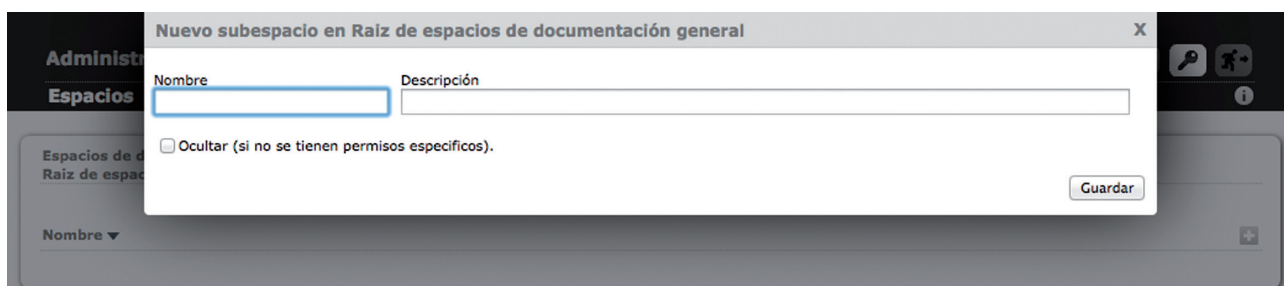 Nuevo subespacio en Raiz de espacios de documentación general X
Administr
Nombre Descripción
Espacios
Ocultar (si no se tienen permisos especificos).
Espacios de d
Raiz de espac
Guardar
Nombre